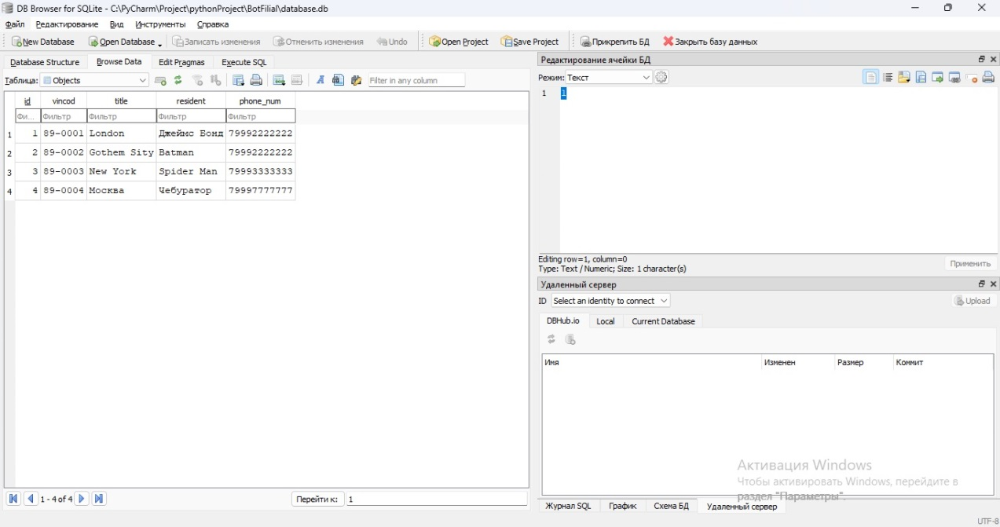 DB Browser for SQLite - C:\PyCharm\Project\pythonProject\BotFilial\database.db
Файл Редактирование Вид Инструменты Справка
New Database Open Database Записать изменения Отменить изменения Undo Open Project Save Project Прикрепить БД Закрыть базу данных
Database Structure Browse Data Edit Pragmas Execute SQL
Таблица: Objects Filter in any column
id vincod title resident phone_num
Фи... Фильтр Фильтр Фильтр Фильтр
1 1 89-0001 London Джеймс Бонд 79992222222
2 2 89-0002 Gothem Sity Batman 79992222222
3 3 89-0003 New York Spider Man 79993333333
4 4 89-0004 Москва Чебуратор 79997777777
1 - 4 of 4 Перейти к: 1
Редактирование ячейки БД
Режим: Текст
1 1
Editing row=1, column=0
Type: Text / Numeric; Size: 1 character(s)
Применить
Удаленный сервер
ID Select an identity to connect Upload
DBHub.io Local Current Database
Имя Изменен Размер Коммит
Активация Windows
Чтобы активировать Windows, перейдите в
раздел "Параметры".
Журнал SQL График Схема БД Удаленный сервер
UTF-8